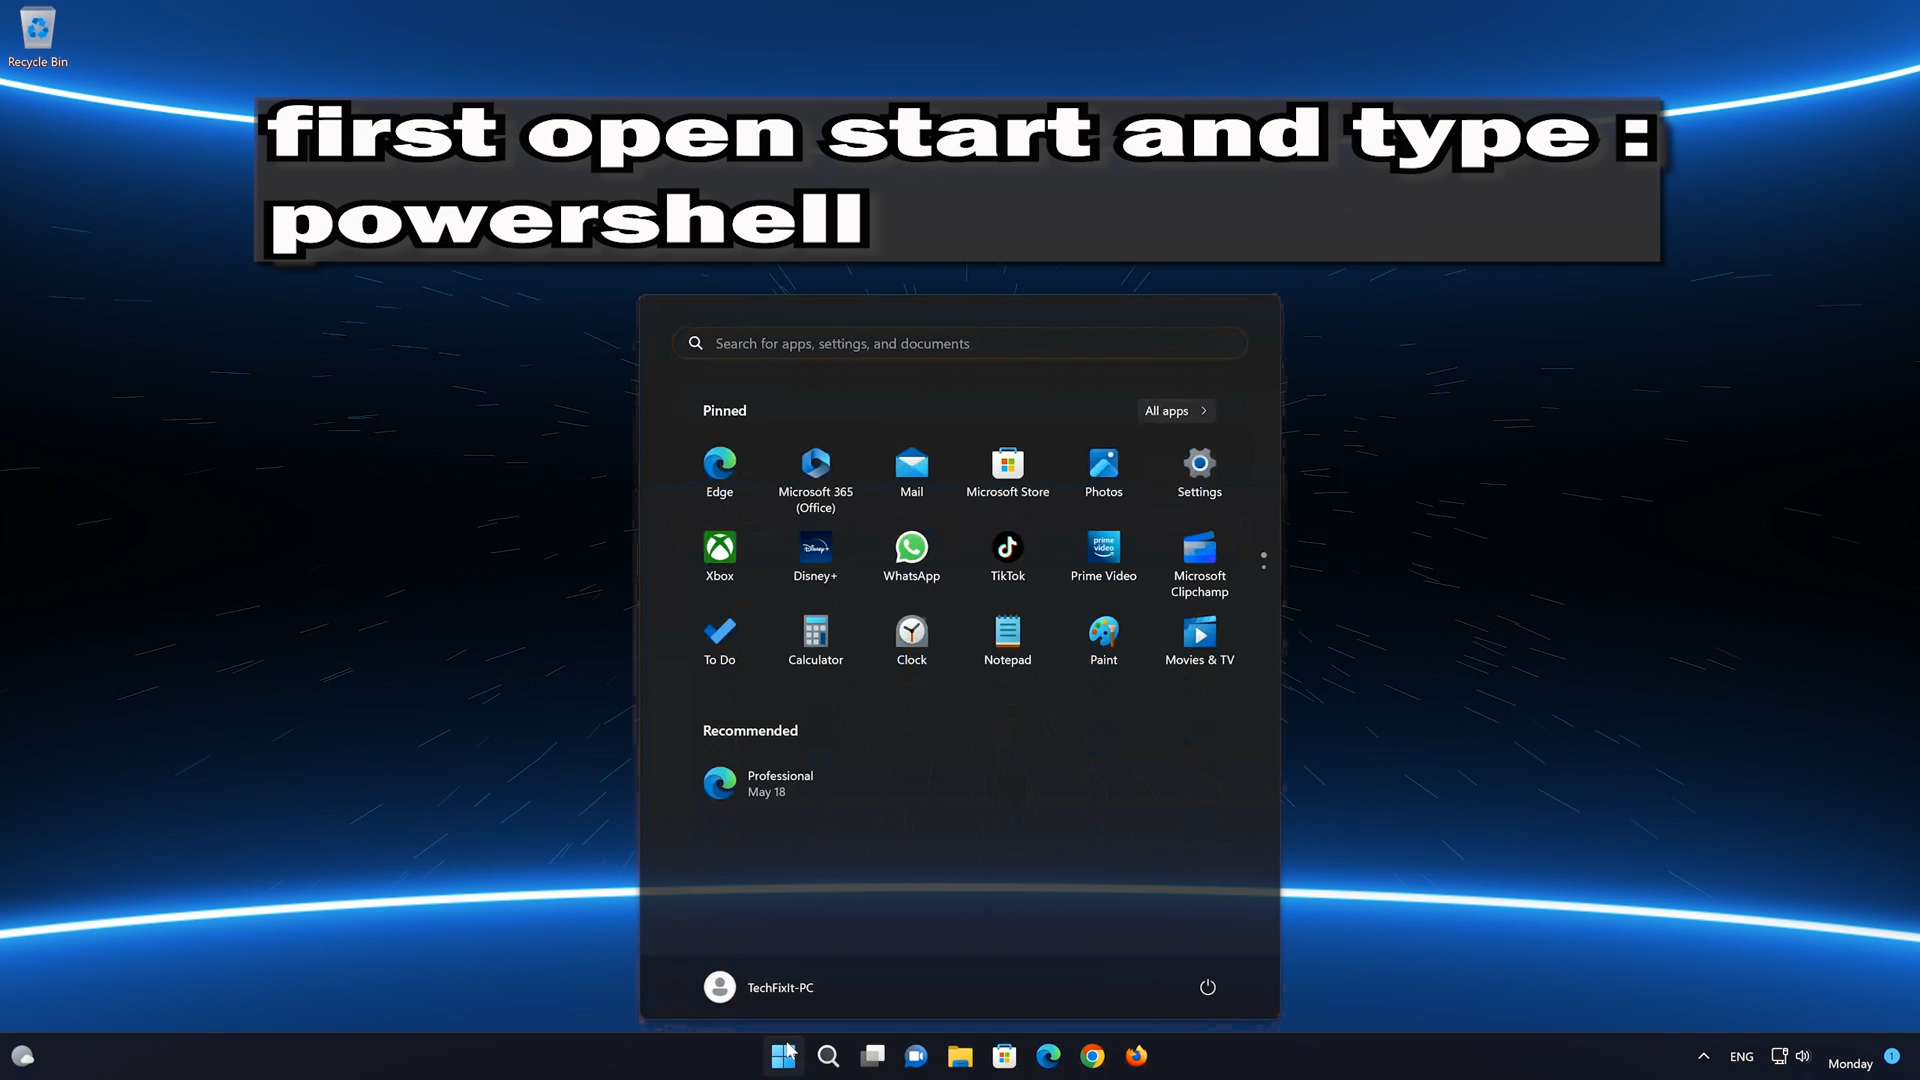 Recycle Bin
first open start and type :
powershell
Search for apps, settings, and documents
Pinned
All apps
Edge
Microsoft 365
(Office)
Mail
Microsoft Store
Photos
Settings
Xbox
Disney+
WhatsApp
TikTok
Prime Video
Microsoft
Clipchamp
To Do
Calculator
Clock
Notepad
Paint
Movies & TV
Recommended
Professional
May 18
TechFixIt-PC
ENG
Monday
1